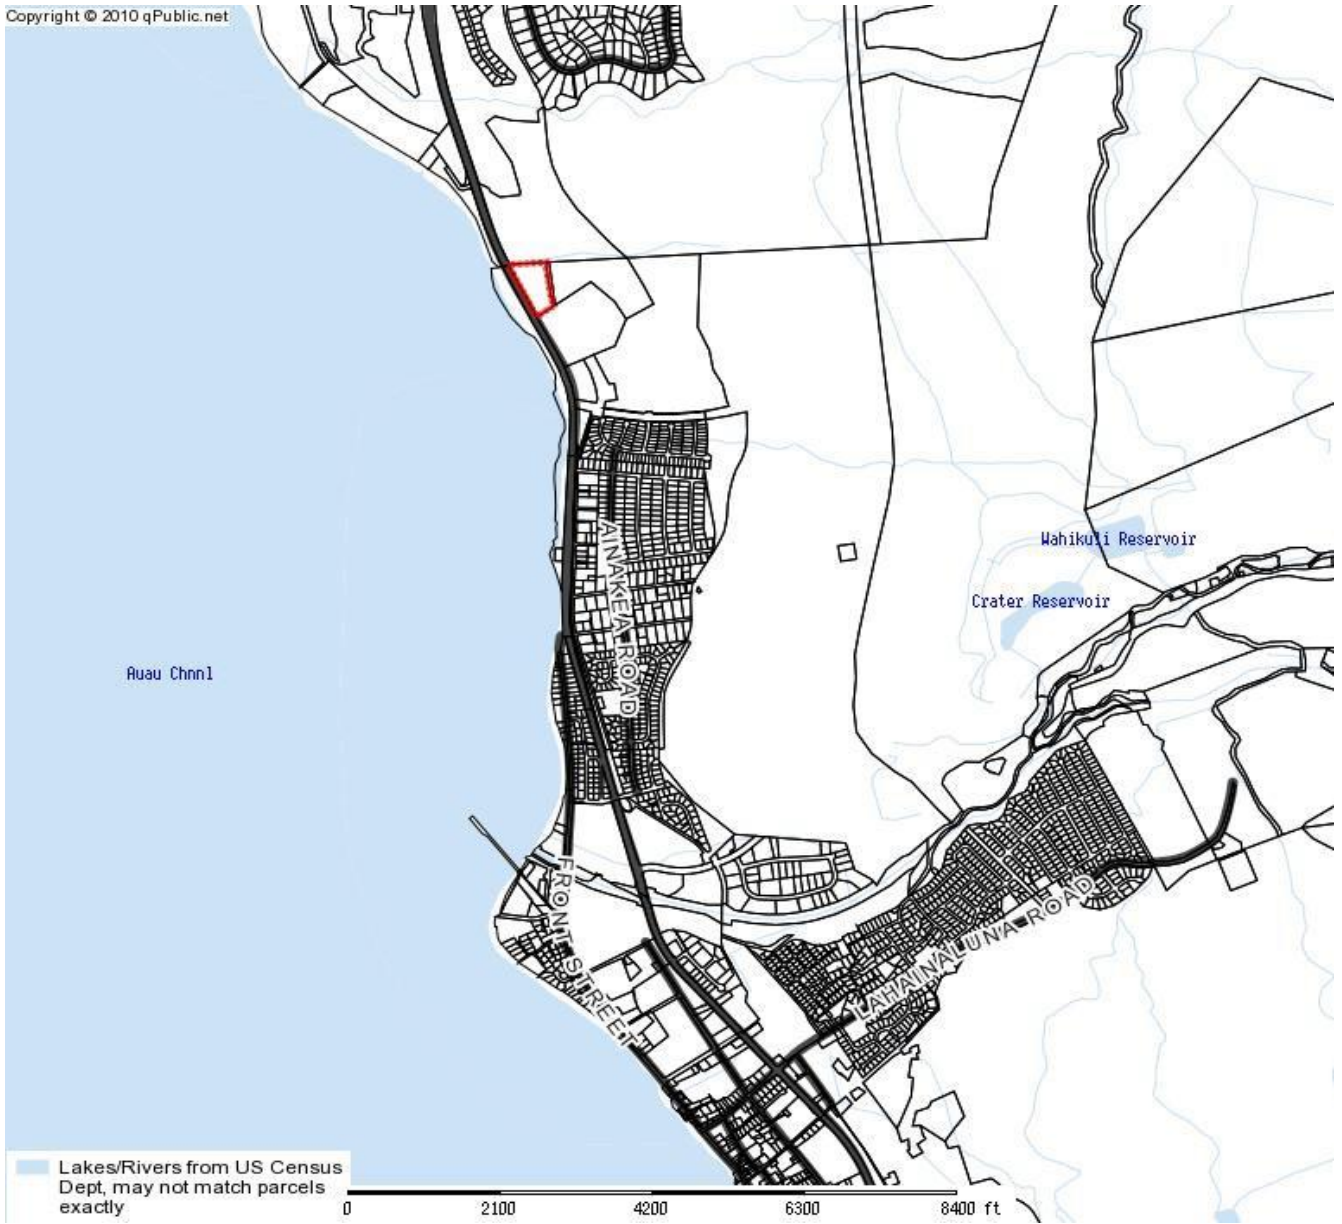 Copyright © 2010 qPublic.net
Wahikuli Reservoir
Crater Reservoir
AINAKEA ROAD
Auau Chnnl
FRONT STREET
LAHAINALUNA ROAD
Lakes/Rivers from US Census
Dept, may not match parcels
exactly
0 2100 4200 6300 8400 ft